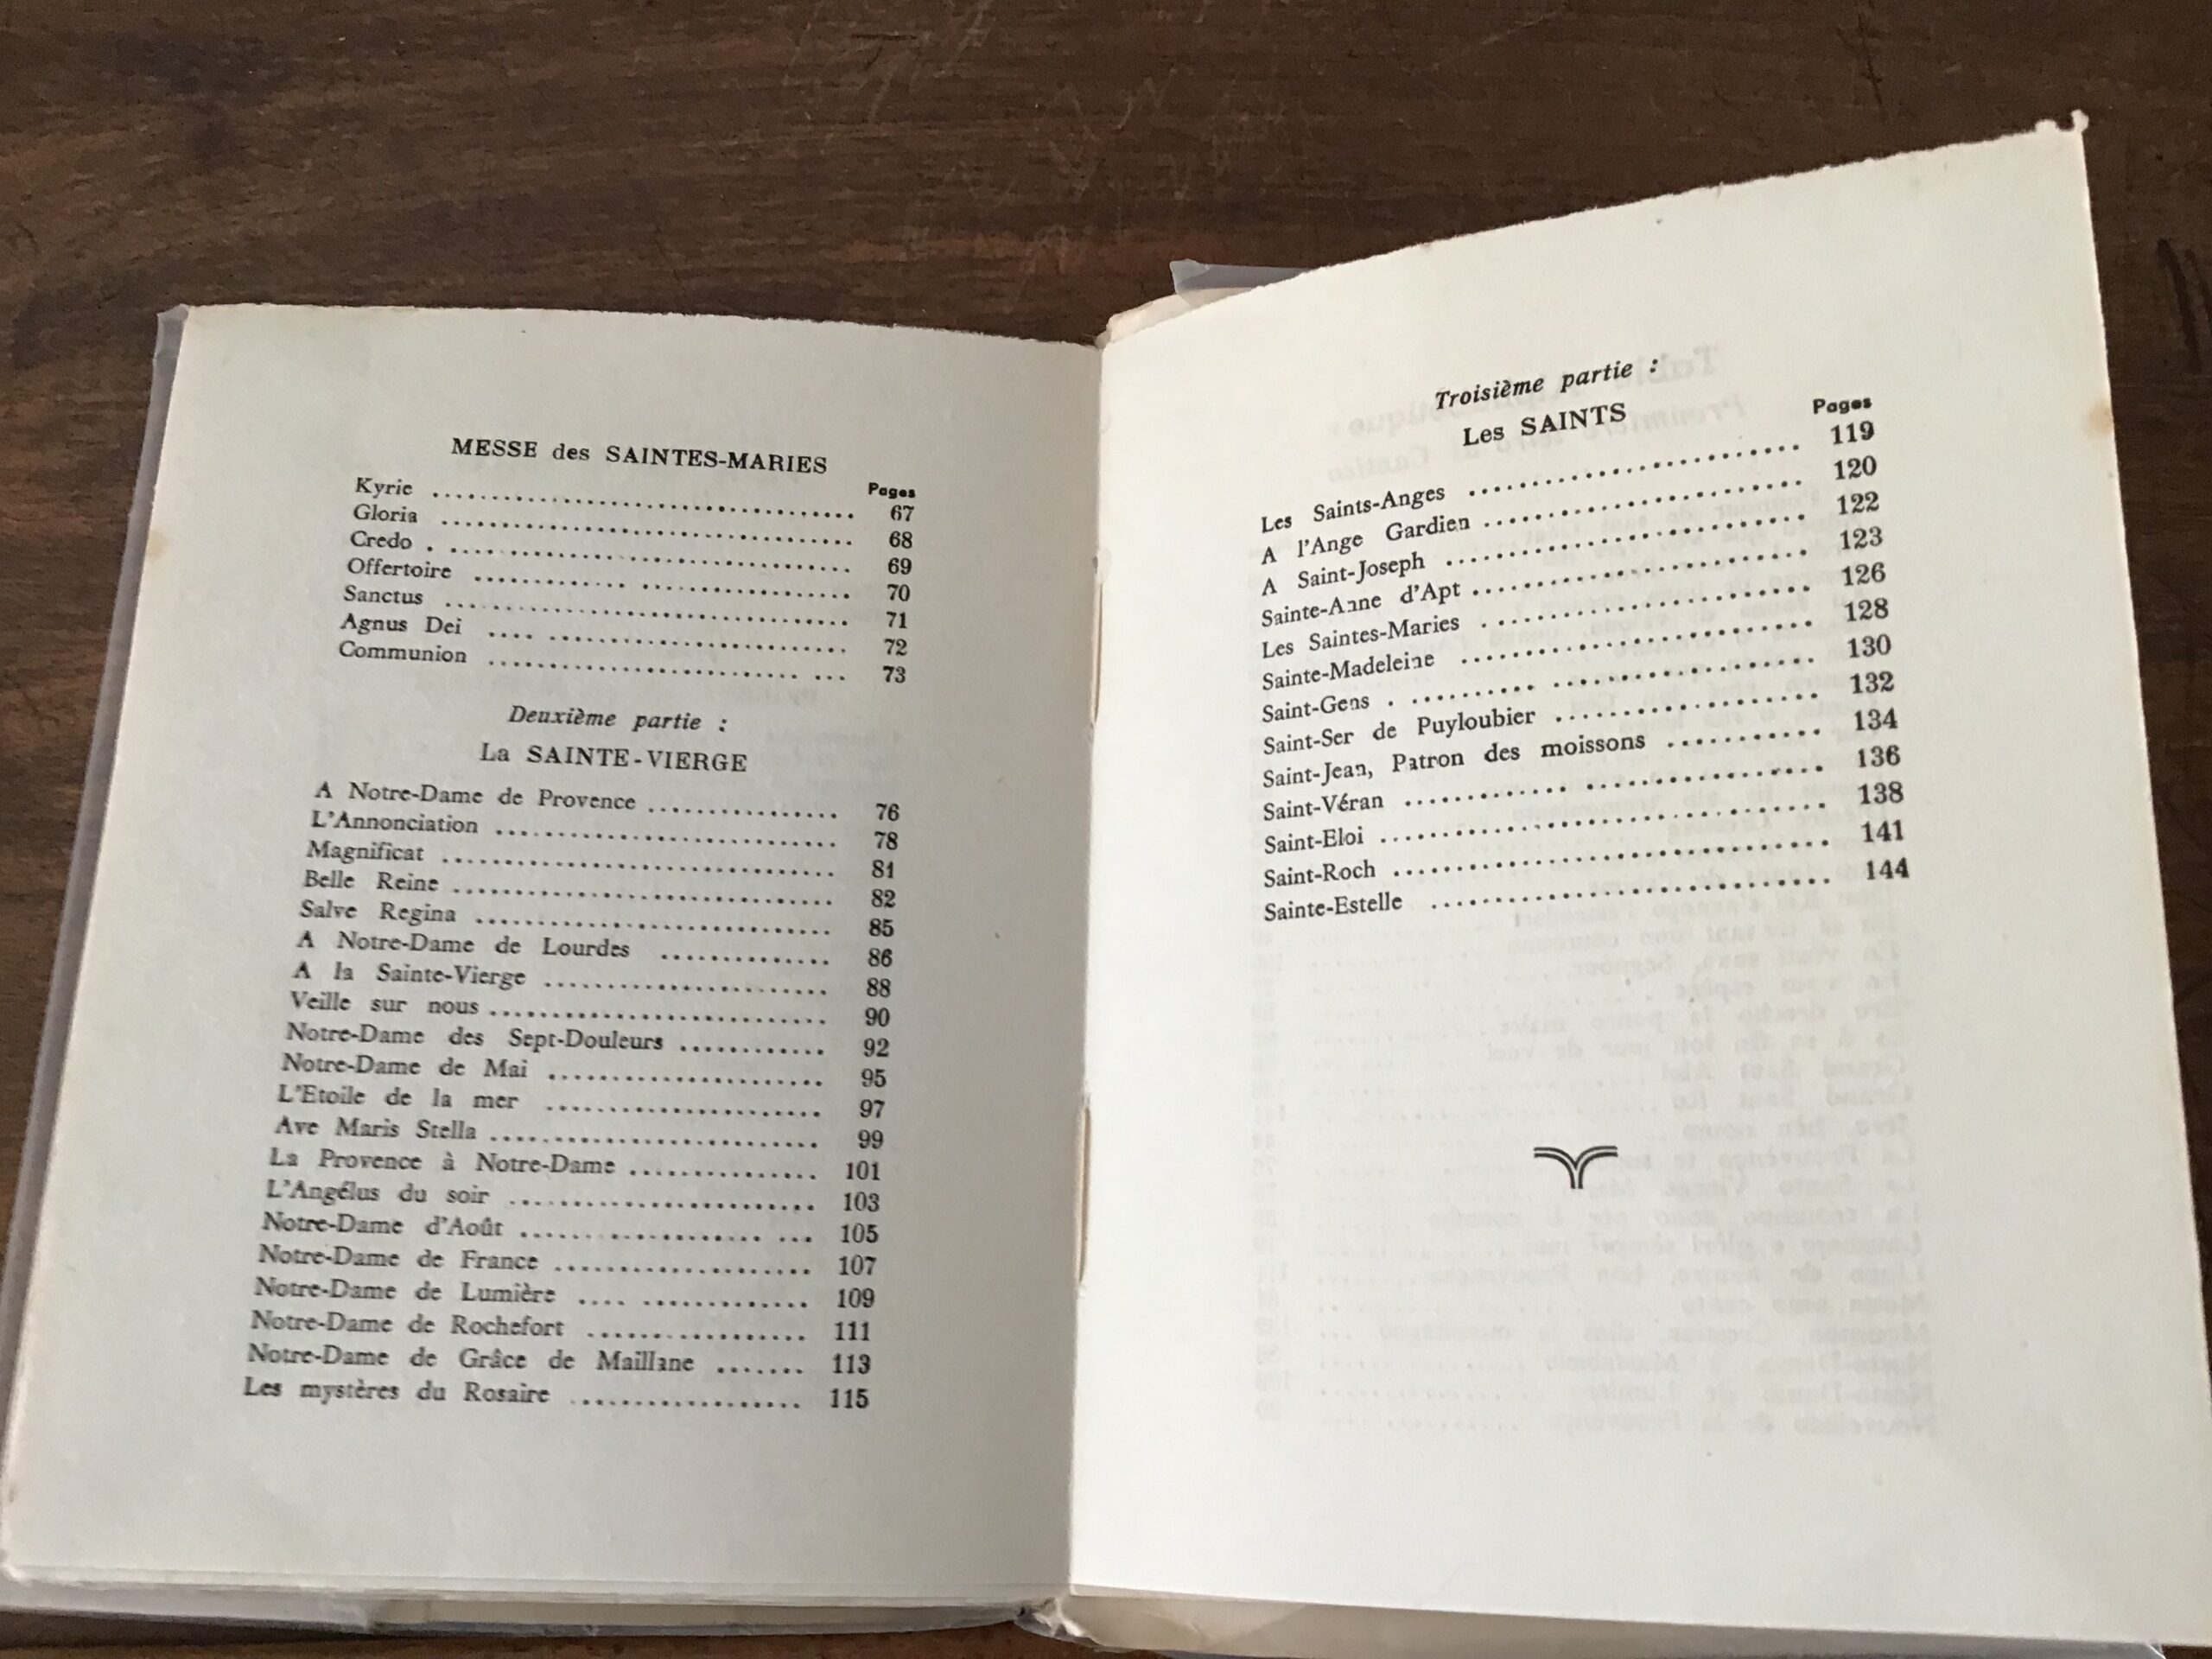 MESSE des SAINTES-MARIES
Pages
Kyrie ........................................ 67
Gloria ........................................ 68
Credo . ........................................ 69
Offertoire ............. .................. 70
Sanctus ........................................ 71
Agnus Dei .... .......................... 72
Communion .......................... ... 73
Deuxième partie :
La SAINTE-VIERGE
A Notre-Dame de Provence ................ 76
L'Annonciation ............................ 78
Magnificat ................................ 81
Belle Reine ............................... 82
Salve Regina .............................. 85
A Notre-Dame de Lourdes .............. 86
A la Sainte-Vierge ........................ 88
Veille sur nous ........................... 90
Notre-Dame des Sept-Douleurs ............ 92
Notre-Dame de Mai ........................ 95
L'Etoile de la mer ........................ 97
Ave Maris Stella .......................... 99
La Provence à Notre-Dame ................ 101
L'Angélus du soir ......................... 103
Notre-Dame d'Août .................... ... 105
Notre-Dame de France ..................... 107
Notre-Dame de Lumière .... ............. 109
Notre-Dame de Rochefort .................. 111
Notre-Dame de Grâce de Maillane ....... 113
Les mystères du Rosaire .................. 115
Troisième partie :
Les SAINTS
Pages
Les Saints-Anges .......................... 119
A l'Ange Gardien .......................... 120
A Saint-Joseph ............................ 122
Sainte-Anne d'Apt ......................... 123
Les Saintes-Maries ........................ 126
Sainte-Madeleine .......................... 128
Saint-Gens . .......... .................... 130
Saint-Ser de Puyloubier .................... 132
Saint-Jean, Patron des moissons ........... 134
Saint-Véran ............. .................. 136
Saint-Eloi ................................ 138
Saint-Roch ................................ 141
Sainte-Estelle ............................ 144